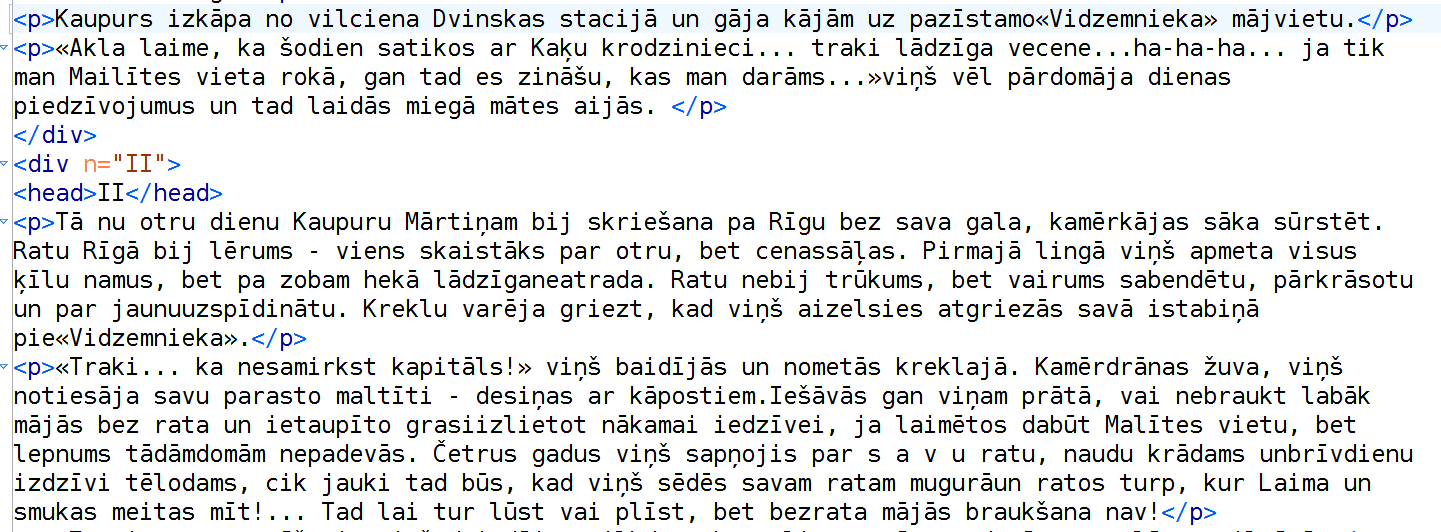 <p>Kaupurs izkāpa no vilciena Dvinskas stacijā un gāja kājām uz pazīstamo«Vidzemnieka» mājvietu.</p>
<p>«Akla laime, ka šodien satikos ar Kaķu krodzinieci... traki lādzīga vecene...ha-ha-ha... ja tik
man Mailītes vieta rokā, gan tad es zināšu, kas man darāms...»viņš vēl pārdomāja dienas
piedzīvojumus un tad laidās miegā mātes aijās. </p>
</div>
<div n="II">
<head>II</head>
<p>Tā nu otru dienu Kaupuru Mārtiņam bij skriešana pa Rīgu bez sava gala, kamērkājas sāka sūrstēt.
Ratu Rīgā bij lērums - viens skaistāks par otru, bet cenassāļas. Pirmajā lingā viņš apmeta visus
ķīlu namus, bet pa zobam hekā lādzīganeatrada. Ratu nebij trūkums, bet vairums sabendētu, pārkrāsotu
un par jaunuuzspīdinātu. Kreklu varēja griezt, kad viņš aizelsies atgriezās savā istabiņā
pie«Vidzemnieka».</p>
<p>«Traki... ka nesamirkst kapitāls!» viņš baidījās un nometās kreklajā. Kamērdrānas žuva, viņš
notiesāja savu parasto maltīti - desiņas ar kāpostiem.Iešāvās gan viņam prātā, vai nebraukt labāk
mājās bez rata un ietaupīto grasiizlietot nākamai iedzīvei, ja laimētos dabūt Malītes vietu, bet
lepnums tādāmdomām nepadevās. Četrus gadus viņš sapņojis par s a v u ratu, naudu krādams unbrīvdienu
izdzīvi tēlodams, cik jauki tad būs, kad viņš sēdēs savam ratam mugurāun ratos turp, kur Laima un
smukas meitas mīt!... Tad lai tur lūst vai plīst, bet bezrata mājās braukšana nav!</p>